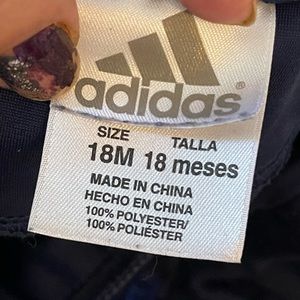 adidas®
SIZE TALLA
18M 18 meses
MADE IN CHINA
HECHO EN CHINA
100% POLYESTER/
100% POLIÉSTER